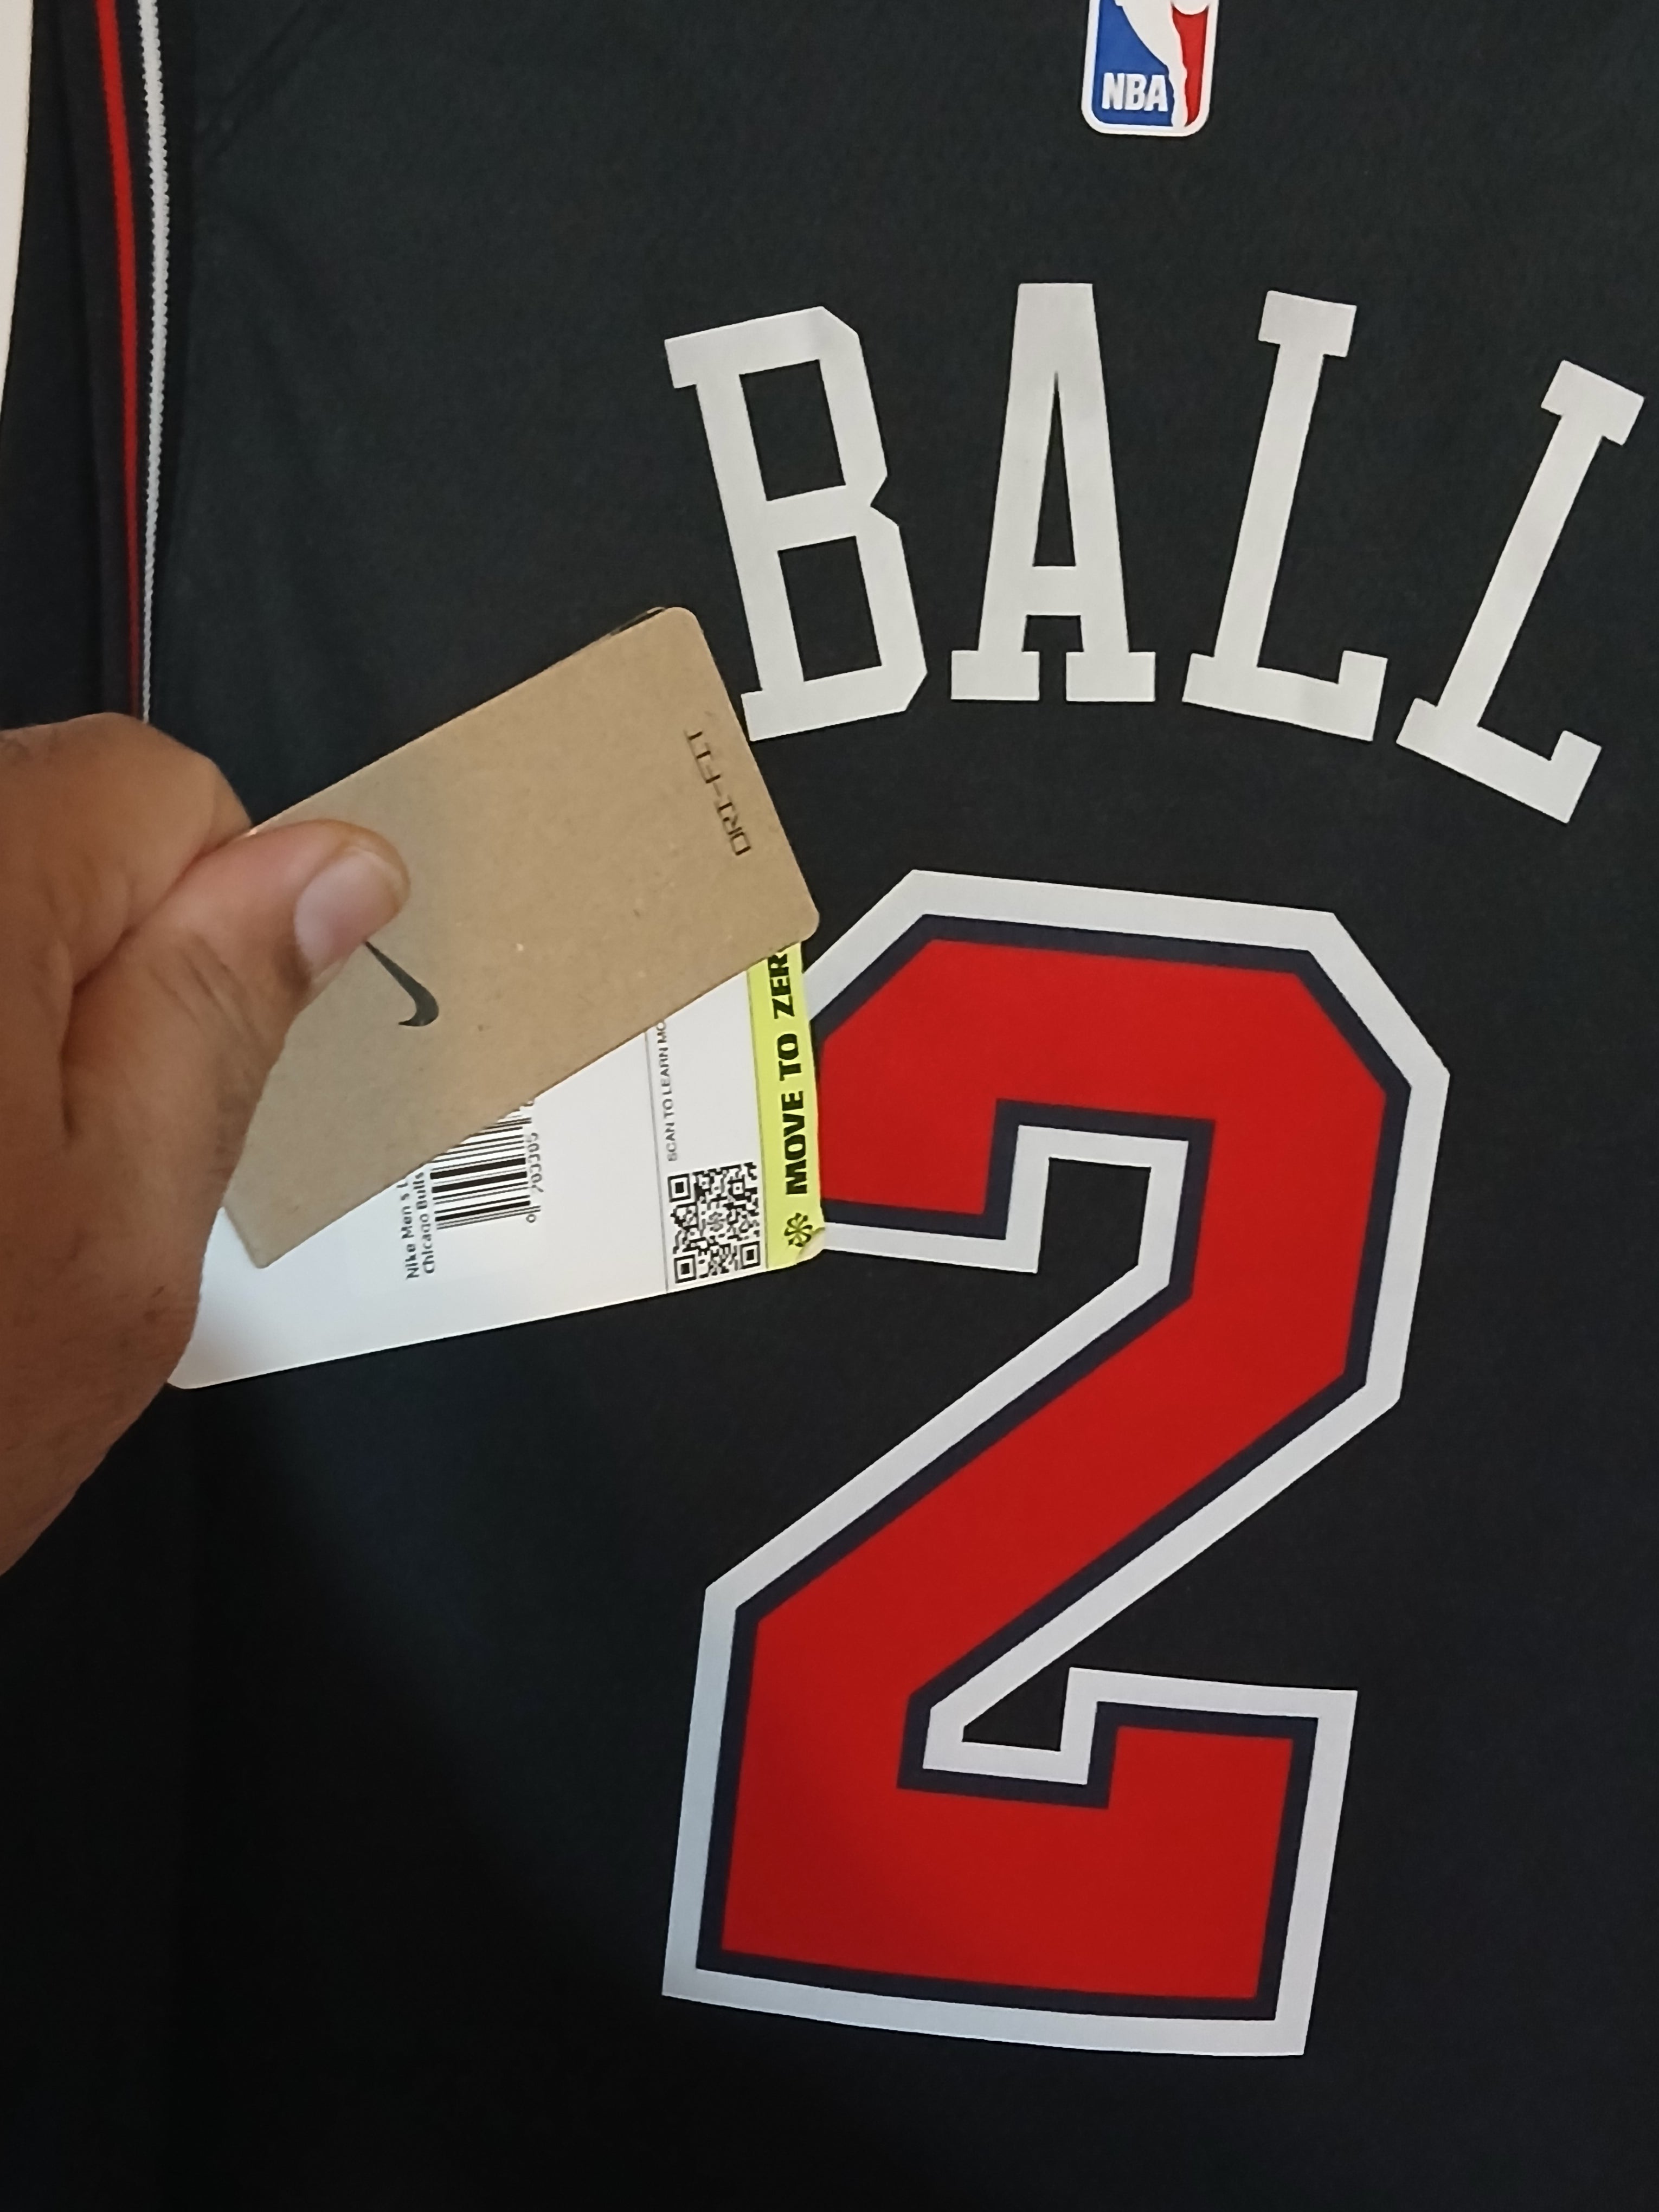 NBA
BALL
DRI-FIT
2
MOVE TO ZER
SCAN TO LEARN MO
Nike Men's L
Chicago Bulls